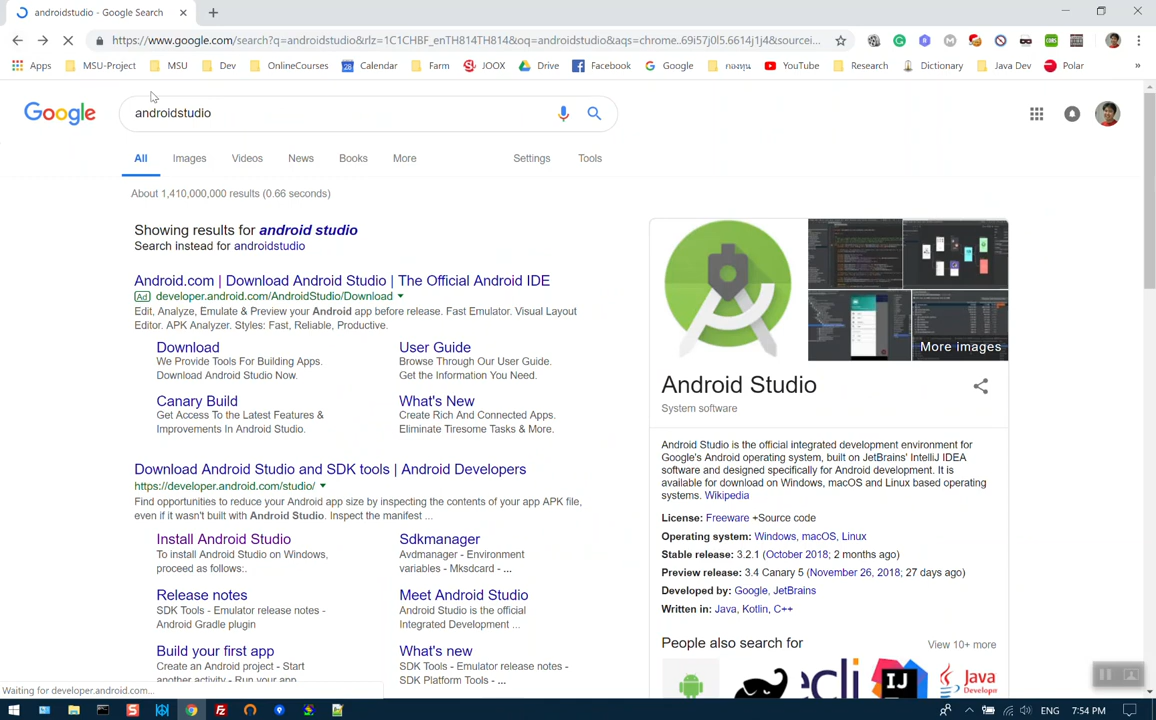 androidstudio - Google Search
https://www.google.com/search?q=androidstudio&rlz=1C1CHBF_enTH814TH814&oq=androidstudio&aqs=chrome..69i57j0l5.6614j1j4&sourcei...
Apps MSU-Project MSU Dev OnlineCourses 28 Calendar Farm JOOX Drive Facebook Google กองทุน YouTube Research Dictionary Java Dev Polar »
Google
androidstudio
All Images Videos News Books More Settings Tools
About 1,410,000,000 results (0.66 seconds)
Showing results for android studio
Search instead for androidstudio
Android.com | Download Android Studio | The Official Android IDE
Ad developer.android.com/AndroidStudio/Download
Edit, Analyze, Emulate & Preview your Android app before release. Fast Emulator. Visual Layout
Editor. APK Analyzer. Styles: Fast, Reliable, Productive.
Download
We Provide Tools For Building Apps.
Download Android Studio Now.
User Guide
Browse Through Our User Guide.
Get the Information You Need.
Canary Build
Get Access To the Latest Features &
Improvements In Android Studio.
What's New
Create Rich And Connected Apps.
Eliminate Tiresome Tasks & More.
Download Android Studio and SDK tools | Android Developers
https://developer.android.com/studio/
Find opportunities to reduce your Android app size by inspecting the contents of your app APK file,
even if it wasn't built with Android Studio. Inspect the manifest ...
Install Android Studio
To install Android Studio on Windows,
proceed as follows:.
Sdkmanager
Avdmanager - Environment
variables - Mksdcard - ...
Release notes
SDK Tools - Emulator release notes -
Android Gradle plugin
Meet Android Studio
Android Studio is the official
Integrated Development ...
Build your first app
Create an Android project - Start
another activity - Run your app
What's new
SDK Tools - Emulator release notes -
SDK Platform Tools - ...
More images
Android Studio
System software
Android Studio is the official integrated development environment for
Google's Android operating system, built on JetBrains' IntelliJ IDEA
software and designed specifically for Android development. It is
available for download on Windows, macOS and Linux based operating
systems. Wikipedia
License: Freeware +Source code
Operating system: Windows, macOS, Linux
Stable release: 3.2.1 (October 2018; 2 months ago)
Preview release: 3.4 Canary 5 (November 26, 2018; 27 days ago)
Developed by: Google, JetBrains
Written in: Java, Kotlin, C++
People also search for
View 10+ more
IJ
Java
Waiting for developer.android.com...
ENG 7:54 PM